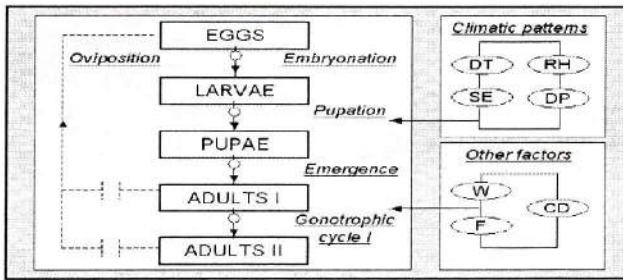 EGGS
Oviposition
Embryonation
LARVAE
Pupation
PUPAE
Emergence
ADULTS I
Gonotrophic
cycle I
ADULTS II
Climatic patterns
DT
RH
SE
DP
Other factors
W
CD
F